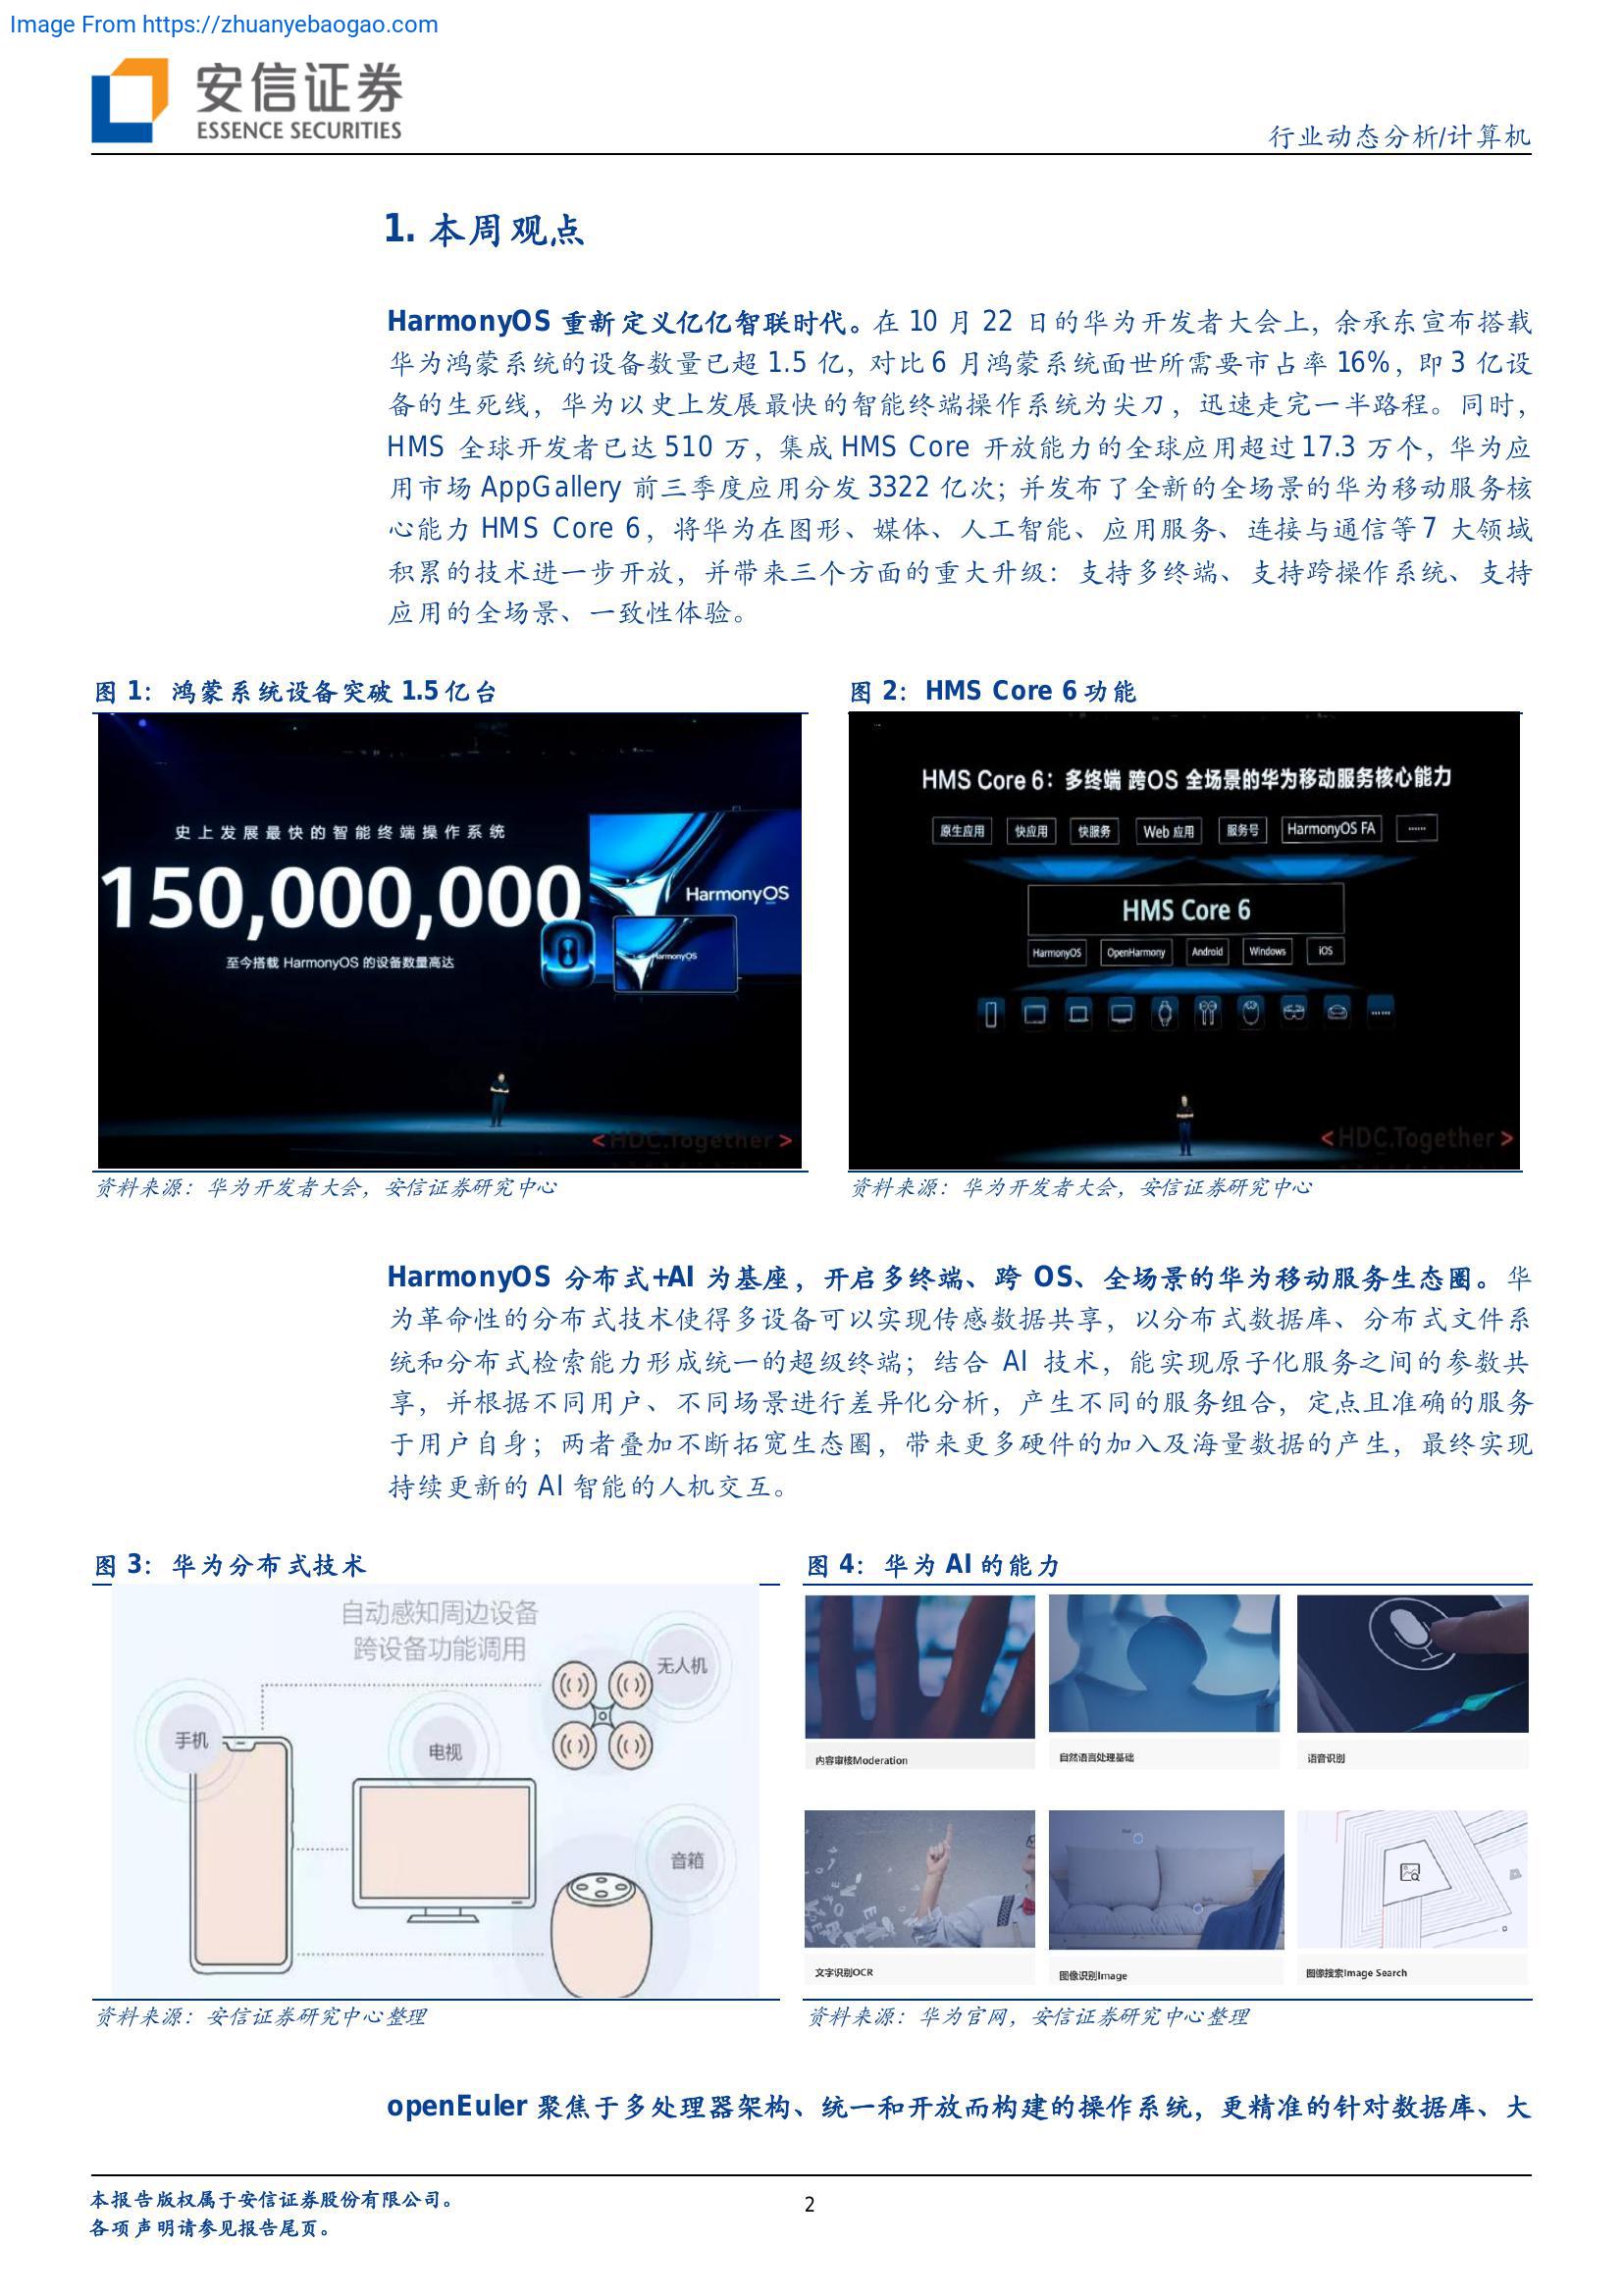 Image From https://zhuanyebaogao.com
安信证券
ESSENCE SECURITIES
行业动态分析/计算机
1. 本周观点
HarmonyOS 重新定义亿亿智联时代。在 10 月 22 日的华为开发者大会上，余承东宣布搭载
华为鸿蒙系统的设备数量已超 1.5 亿，对比 6 月鸿蒙系统面世所需要市占率 16%，即 3 亿设
备的生死线，华为以史上发展最快的智能终端操作系统为尖刀，迅速走完一半路程。同时，
HMS 全球开发者已达 510 万，集成 HMS Core 开放能力的全球应用超过 17.3 万个，华为应
用市场 AppGallery 前三季度应用分发 3322 亿次；并发布了全新的全场景的华为移动服务核
心能力 HMS Core 6，将华为在图形、媒体、人工智能、应用服务、连接与通信等 7 大领域
积累的技术进一步开放，并带来三个方面的重大升级：支持多终端、支持跨操作系统、支持
应用的全场景、一致性体验。
图 1：鸿蒙系统设备突破 1.5 亿台
史上发展最快的智能终端操作系统
150,000,000
至今搭载 HarmonyOS 的设备数量高达
HarmonyOS
HarmonyOS
<HDC.Together>
资料来源：华为开发者大会，安信证券研究中心
图 2：HMS Core 6 功能
HMS Core 6：多终端 跨OS 全场景的华为移动服务核心能力
原生应用 快应用 快服务 Web 应用 服务号 HarmonyOS FA ……
HMS Core 6
HarmonyOS OpenHarmony Android Windows iOS
……
<HDC.Together>
资料来源：华为开发者大会，安信证券研究中心
HarmonyOS 分布式+AI 为基座，开启多终端、跨 OS、全场景的华为移动服务生态圈。华
为革命性的分布式技术使得多设备可以实现传感数据共享，以分布式数据库、分布式文件系
统和分布式检索能力形成统一的超级终端；结合 AI 技术，能实现原子化服务之间的参数共
享，并根据不同用户、不同场景进行差异化分析，产生不同的服务组合，定点且准确的服务
于用户自身；两者叠加不断拓宽生态圈，带来更多硬件的加入及海量数据的产生，最终实现
持续更新的 AI 智能的人机交互。
图 3：华为分布式技术
自动感知周边设备
跨设备功能调用
无人机
手机
电视
音箱
资料来源：安信证券研究中心整理
图 4：华为 AI 的能力
内容审核Moderation
自然语言处理基础
语音识别
文字识别OCR
图像识别Image
图像搜索Image Search
资料来源：华为官网，安信证券研究中心整理
openEuler 聚焦于多处理器架构、统一和开放而构建的操作系统，更精准的针对数据库、大
本报告版权属于安信证券股份有限公司。
各项声明请参见报告尾页。
2